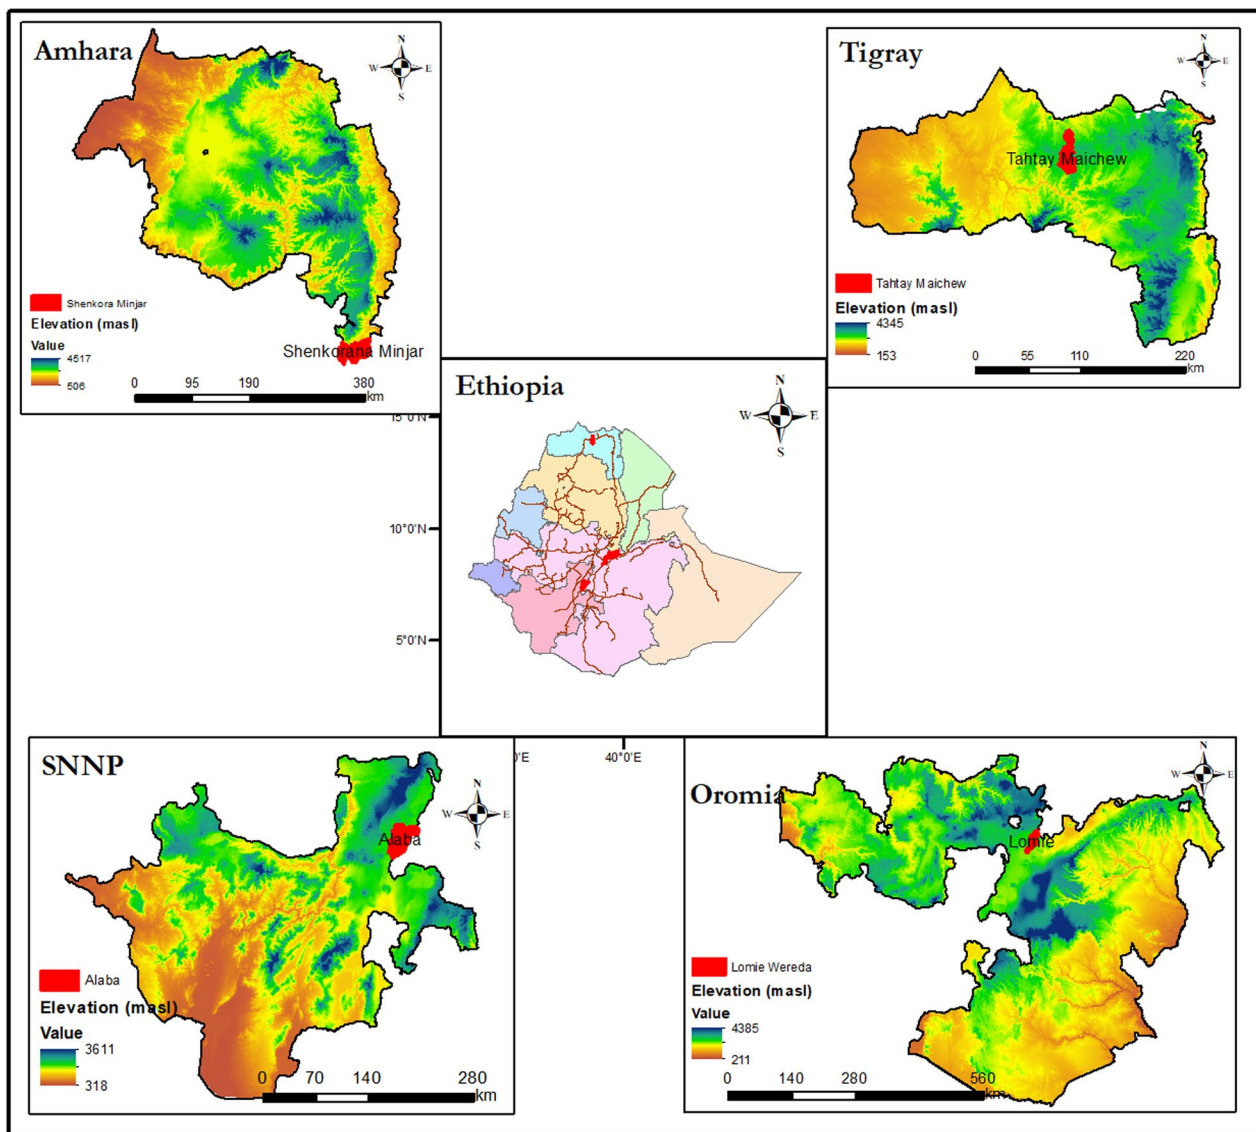 Amhara
N
W E
S
Shenkora Minjar
Elevation (masl)
Value
4517
506
Shenkorana Minjar
0 95 190 380
km
Tigray
N
W E
S
Tahtay Maichew
Tahtay Maichew
Elevation (masl)
4345
153
0 55 110 220
km
Ethiopia
N
W E
S
15°0'N
10°0'N
5°0'N
0'E 40°0'E
SNNP
N
W E
S
Alaba
Alaba
Elevation (masl)
Value
3611
318
0 70 140 280
km
Oromia
N
W E
S
Lomie
Lomie Wereda
Elevation (masl)
Value
4385
211
0 140 280 560
km